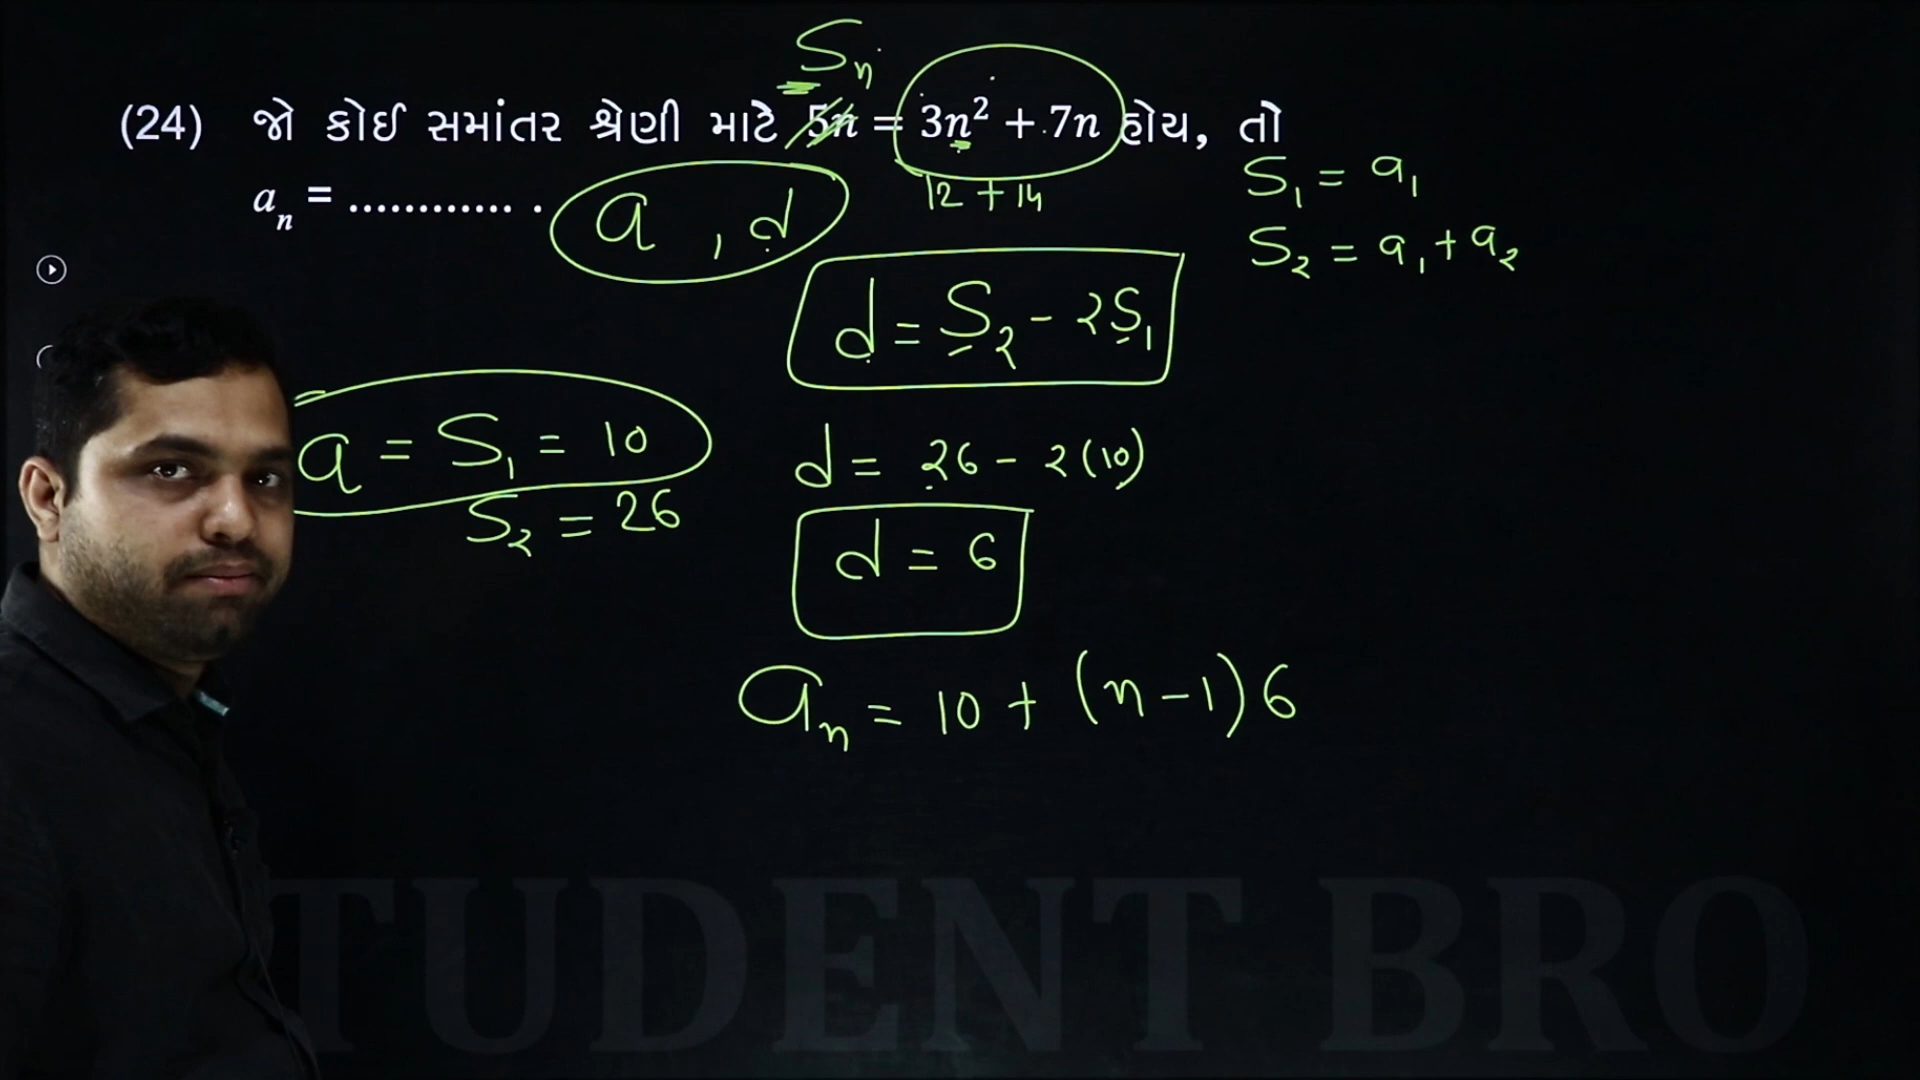 Sn
(24) જો કોઈ સમાંતર શ્રેણી માટે 5n = 3n² + 7n હોય, તો
12 + 14
an = ............ .
a , d
S₁ = a₁
S₂ = a₁ + a₂
d = S₂ - 2S₁
a = S₁ = 10
S₂ = 26
d = 26 - 2(10)
d = 6
an = 10 + (n-1)6
TUDENT BRO